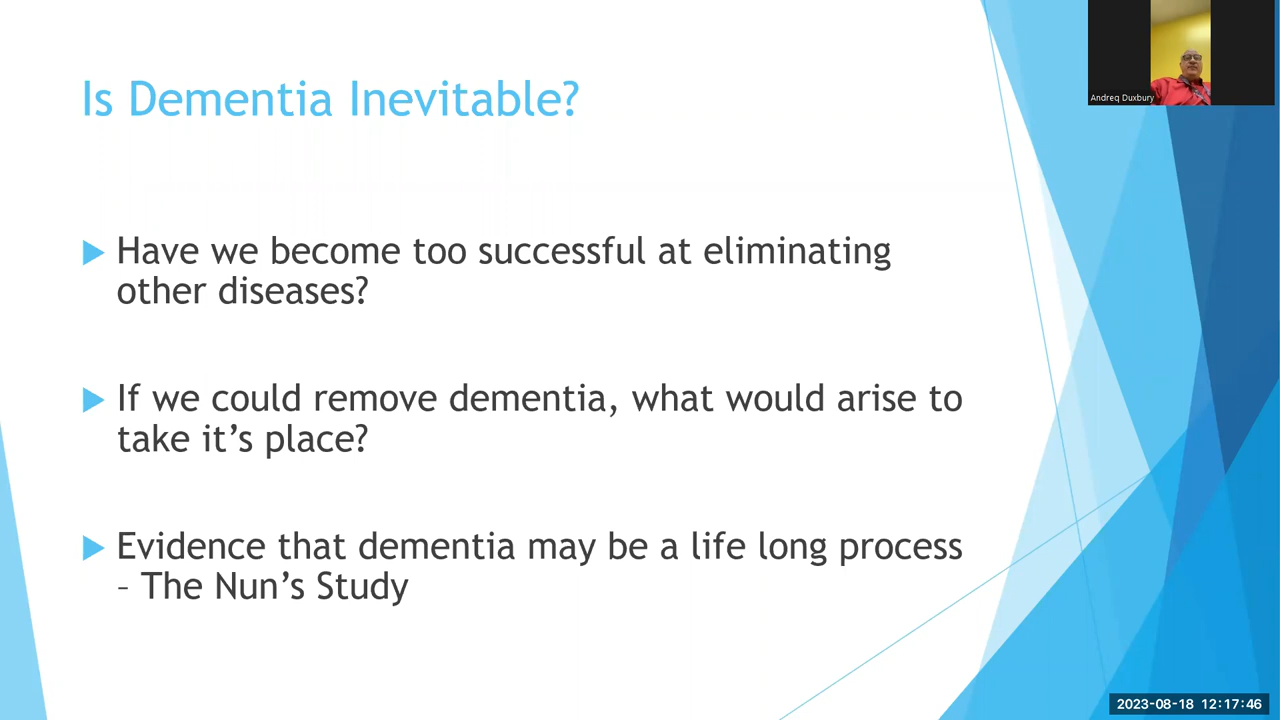 Is Dementia Inevitable?
Andreq Duxbury
Have we become too successful at eliminating
other diseases?
If we could remove dementia, what would arise to
take it’s place?
Evidence that dementia may be a life long process
– The Nun’s Study
2023-08-18 12:17:46